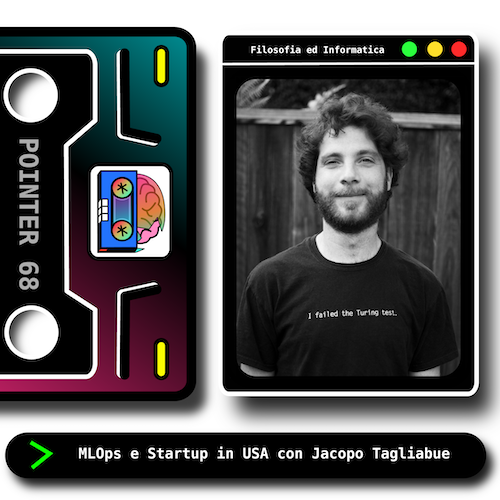 Filosofia ed Informatica
POINTER 68
I failed the Turing test.
MLOps e Startup in USA con Jacopo Tagliabue